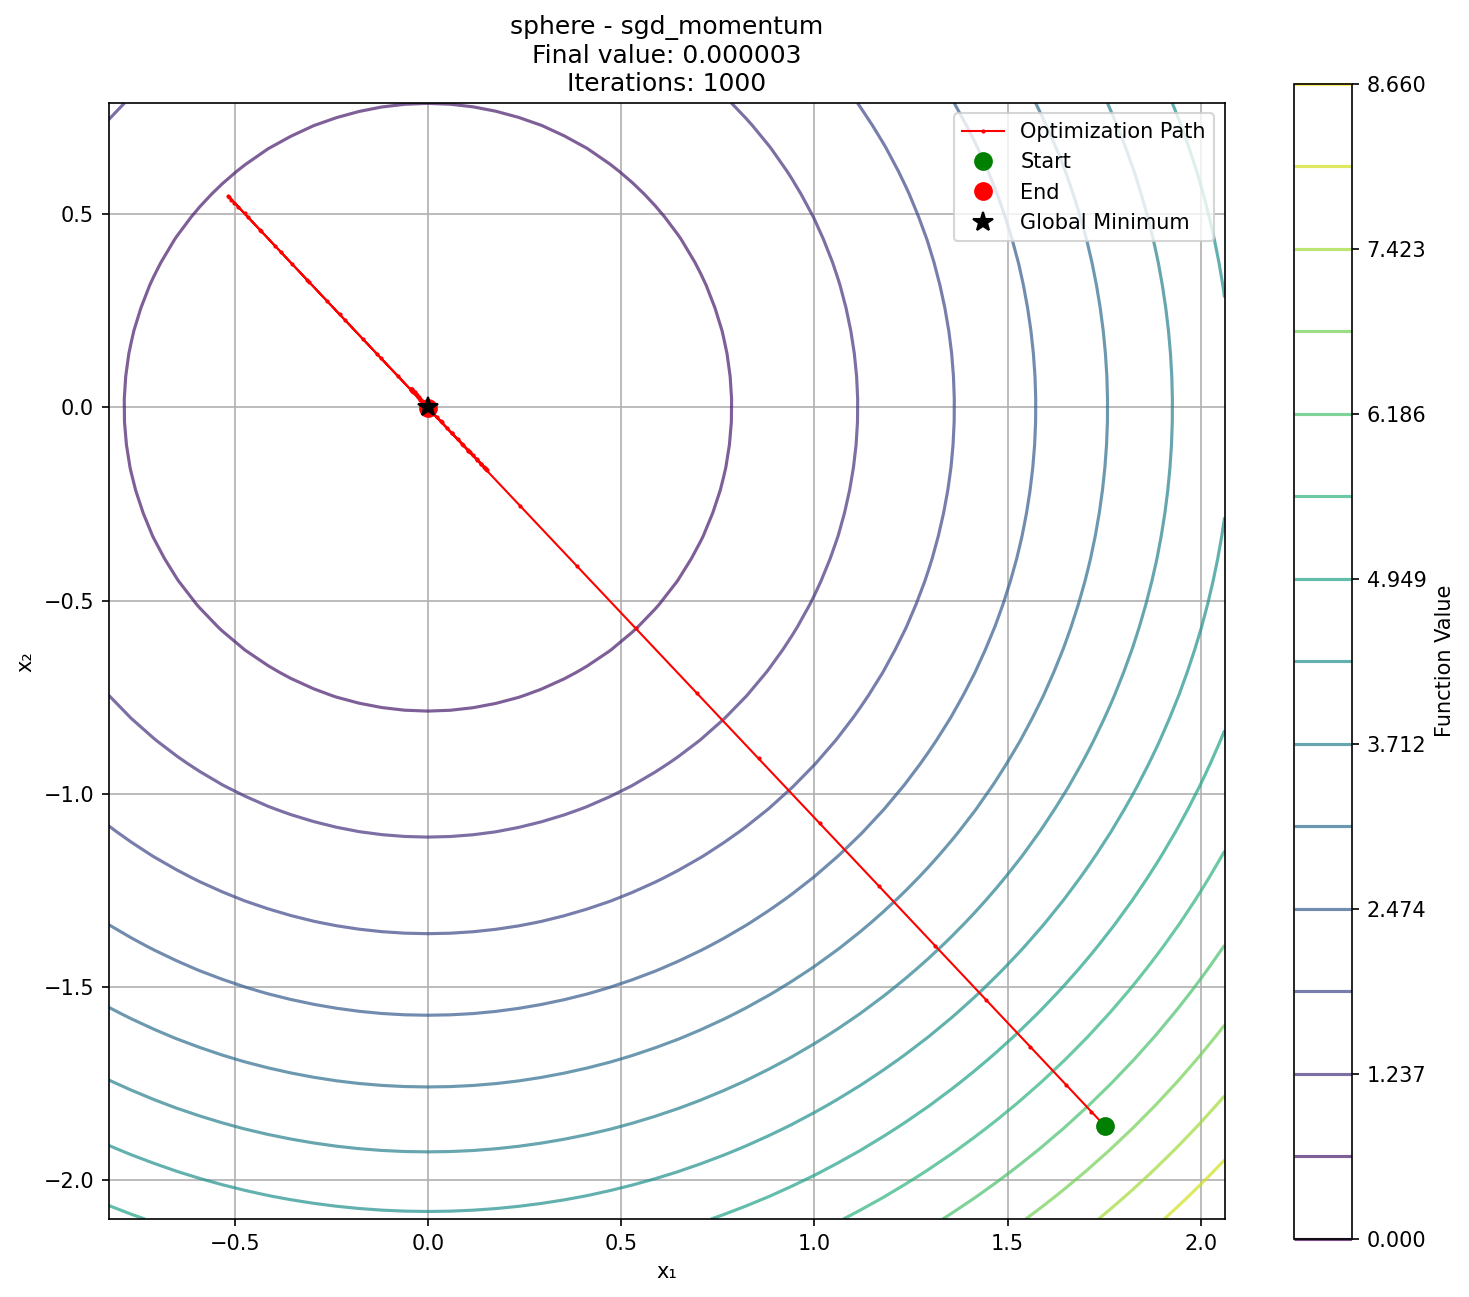 sphere - sgd_momentum
Final value: 0.000003
Iterations: 1000
Optimization Path
Start
End
Global Minimum
0.5
0.0
−0.5
−1.0
−1.5
−2.0
x₂
−0.5
0.0
0.5
1.0
1.5
2.0
x₁
8.660
7.423
6.186
4.949
3.712
2.474
1.237
0.000
Function Value